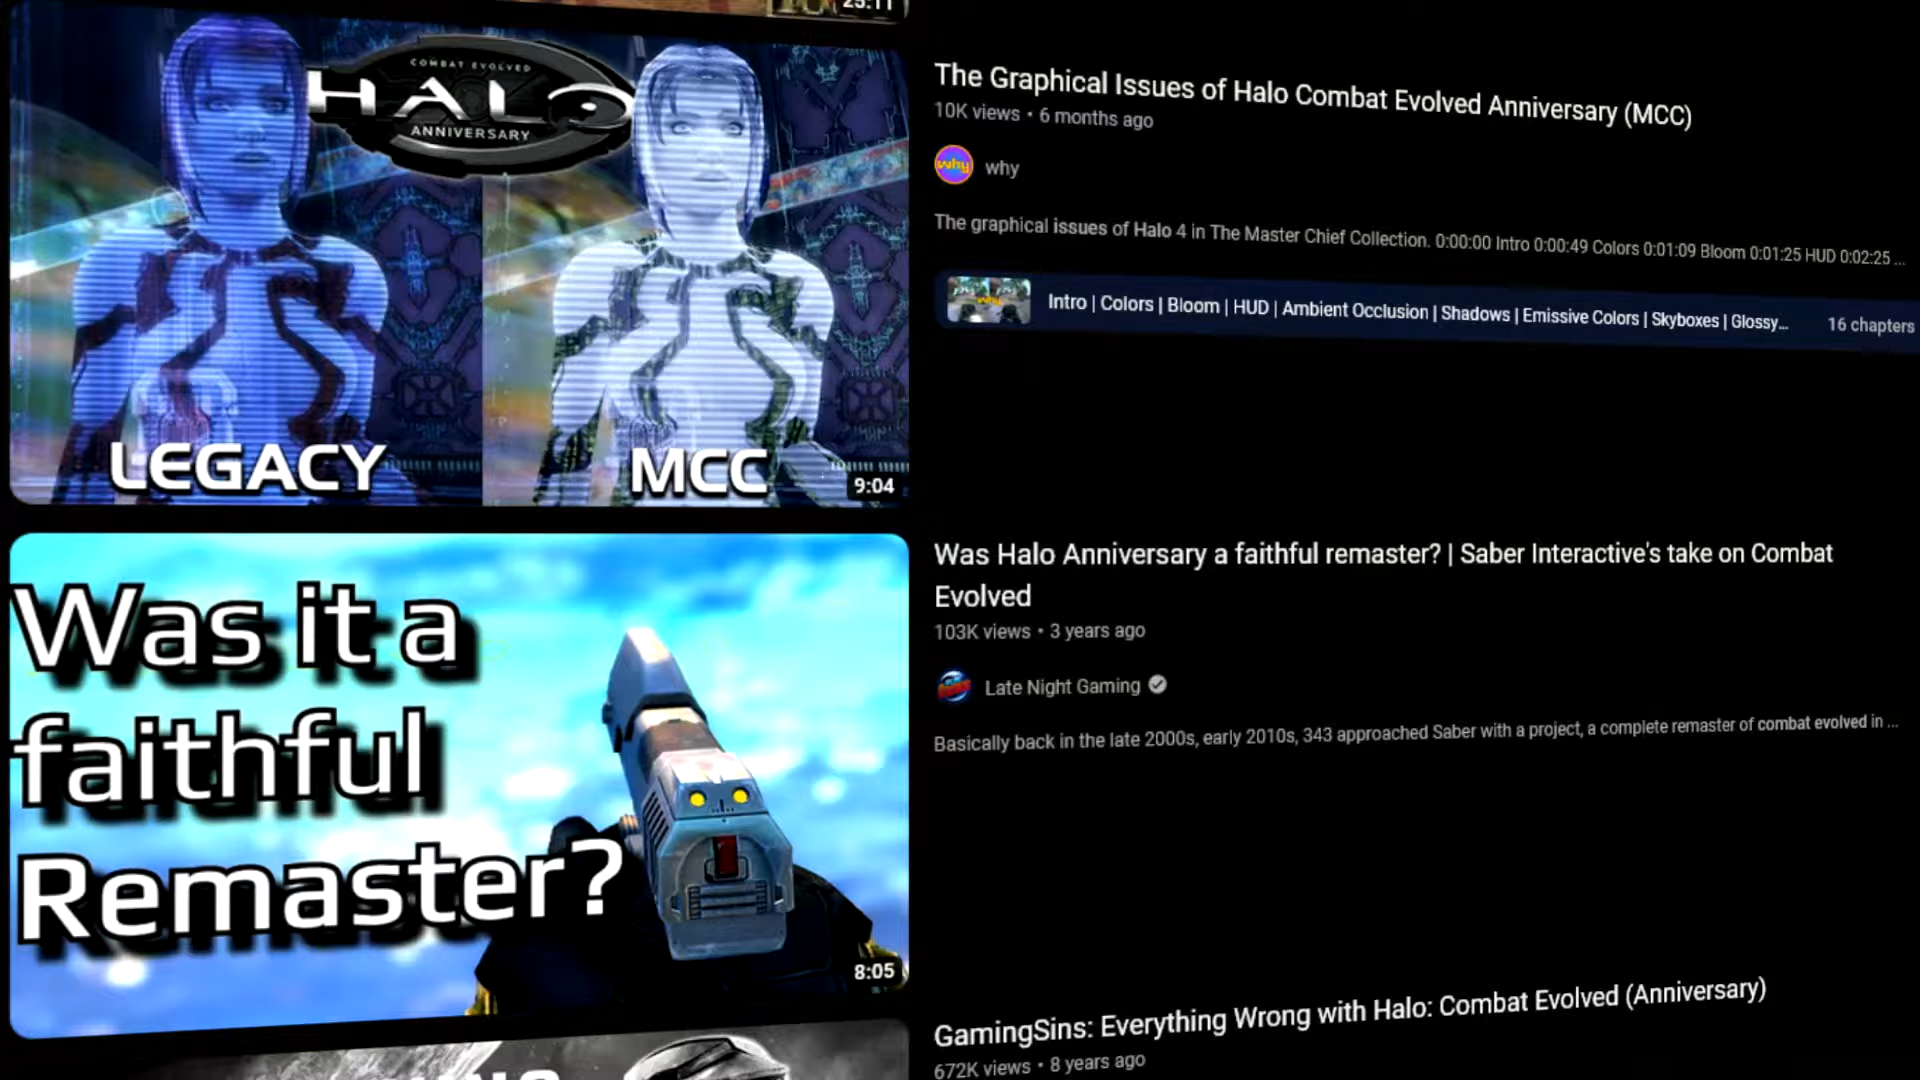 25:11
COMBAT EVOLVED
HALO
ANNIVERSARY
LEGACY
MCC
9:04
The Graphical Issues of Halo Combat Evolved Anniversary (MCC)
10K views • 6 months ago
why
why
The graphical issues of Halo 4 in The Master Chief Collection. 0:00:00 Intro 0:00:49 Colors 0:01:09 Bloom 0:01:25 HUD 0:02:25 ...
Intro | Colors | Bloom | HUD | Ambient Occlusion | Shadows | Emissive Colors | Skyboxes | Glossy...
16 chapters
Was it a
faithful
Remaster?
8:05
Was Halo Anniversary a faithful remaster? | Saber Interactive's take on Combat
Evolved
103K views • 3 years ago
Late Night Gaming
Basically back in the late 2000s, early 2010s, 343 approached Saber with a project, a complete remaster of combat evolved in ...
GamingSins: Everything Wrong with Halo: Combat Evolved (Anniversary)
672K views • 8 years ago